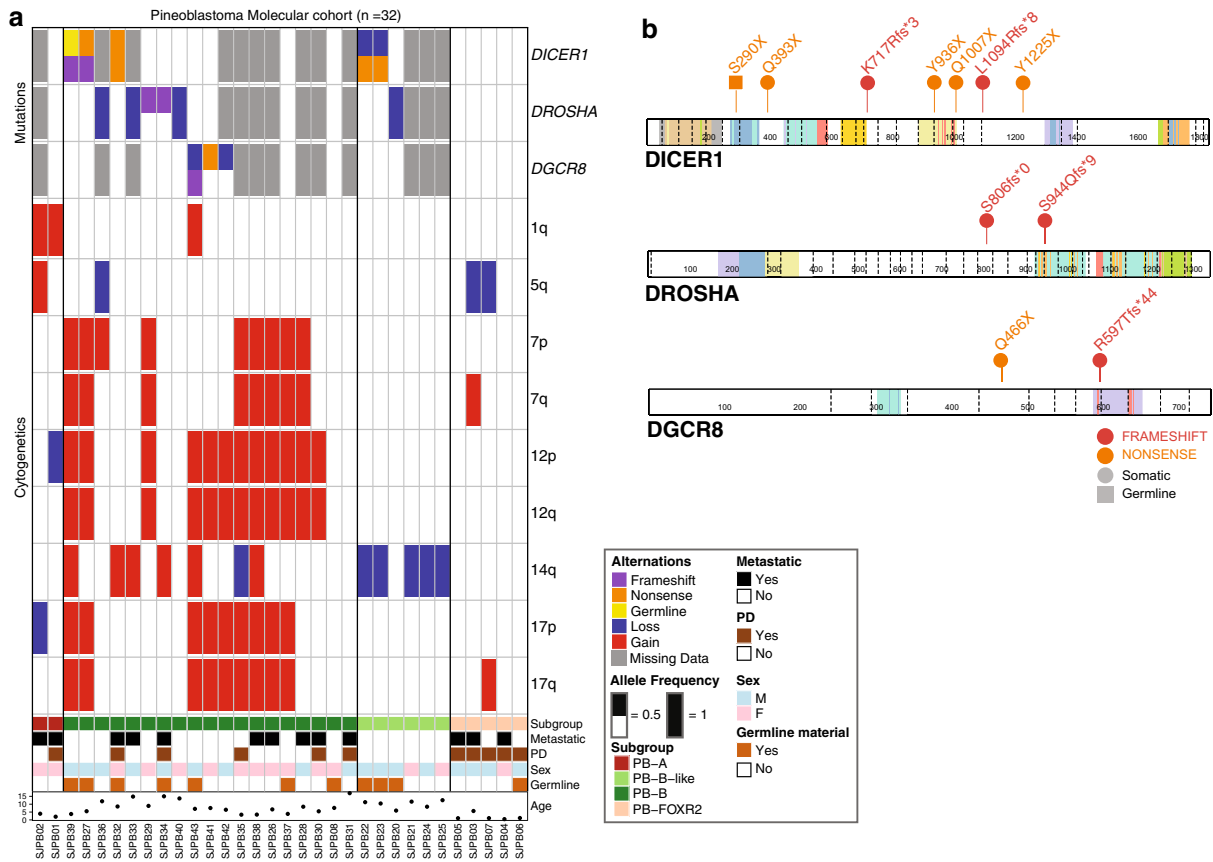 a
Pineoblastoma Molecular cohort (n =32)
Mutations
DICER1
DROSHA
DGCR8
Cytogenetics
1q
5q
7p
7q
12p
12q
14q
17p
17q
Subgroup
Metastatic
PD
Sex
Germline
Age
15
10
5
0
SJPB02 SJPB01 SJPB39 SJPB27 SJPB36 SJPB32 SJPB33 SJPB29 SJPB34 SJPB40 SJPB43 SJPB41 SJPB42 SJPB35 SJPB38 SJPB26 SJPB37 SJPB28 SJPB30 SJPB08 SJPB31 SJPB22 SJPB23 SJPB20 SJPB21 SJPB24 SJPB25 SJPB05 SJPB03 SJPB07 SJPB04 SJPB06
b
S290X Q393X K717Rfs*3 Y936X Q1007X L1094Rfs*8 Y1225X
200 400 600 800 1000 1200 1400 1600 1800
DICER1
S806fs*0 S944Qfs*9
100 200 300 400 500 600 700 800 900 1000 1100 1200 1300
DROSHA
Q466X R597Tfs*44
100 200 300 400 500 600 700
DGCR8
FRAMESHIFT
NONSENSE
Somatic
Germline
Alternations
Frameshift
Nonsense
Germline
Loss
Gain
Missing Data
Allele Frequency
= 0.5 = 1
Subgroup
PB-A
PB-B-like
PB-B
PB-FOXR2
Metastatic
Yes
No
PD
Yes
No
Sex
M
F
Germline material
Yes
No